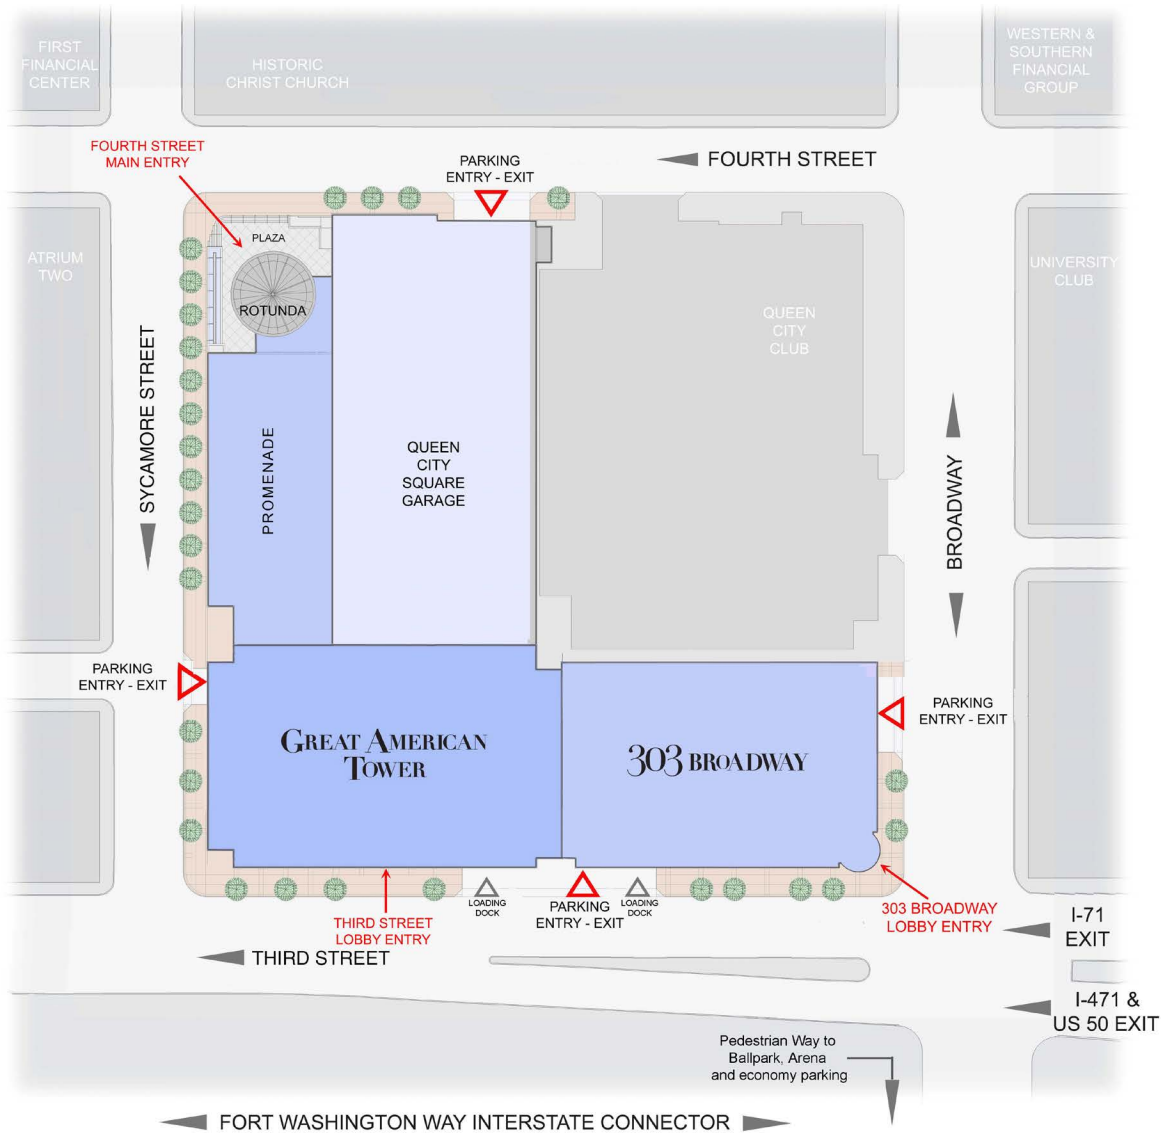 FIRST
FINANCIAL
CENTER
HISTORIC
CHRIST CHURCH
WESTERN &
SOUTHERN
FINANCIAL
GROUP
FOURTH STREET
MAIN ENTRY
PARKING
ENTRY - EXIT
FOURTH STREET
PLAZA
ROTUNDA
ATRIUM
TWO
UNIVERSITY
CLUB
QUEEN
CITY
CLUB
SYCAMORE STREET
PROMENADE
QUEEN
CITY
SQUARE
GARAGE
BROADWAY
PARKING
ENTRY - EXIT
GREAT AMERICAN
TOWER
303 BROADWAY
PARKING
ENTRY - EXIT
LOADING
DOCK
PARKING
ENTRY - EXIT
LOADING
DOCK
THIRD STREET
LOBBY ENTRY
303 BROADWAY
LOBBY ENTRY
I-71
EXIT
THIRD STREET
I-471 &
US 50 EXIT
Pedestrian Way to
Ballpark, Arena
and economy parking
FORT WASHINGTON WAY INTERSTATE CONNECTOR